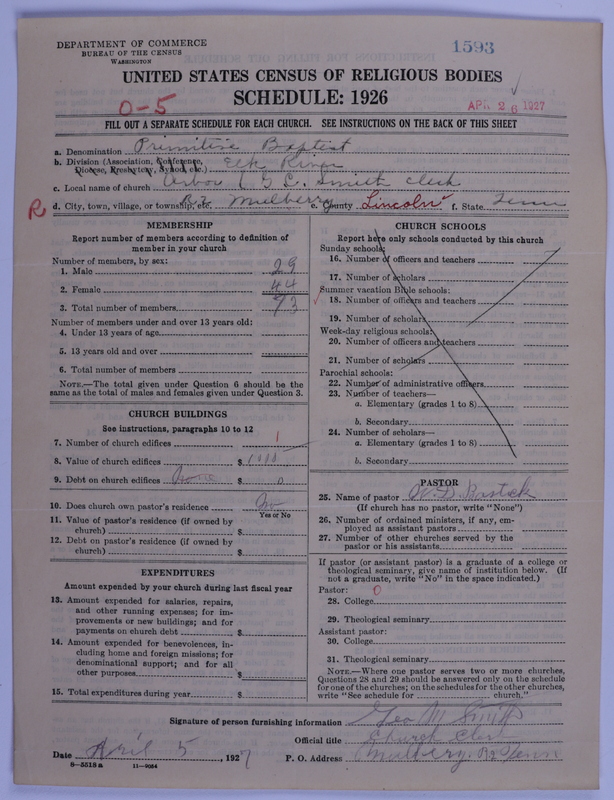 DEPARTMENT OF COMMERCE
BUREAU OF THE CENSUS
WASHINGTON
1593
UNITED STATES CENSUS OF RELIGIOUS BODIES
SCHEDULE: 1926
0-5
APR 26 1927
FILL OUT A SEPARATE SCHEDULE FOR EACH CHURCH. SEE INSTRUCTIONS ON THE BACK OF THIS SHEET
a. Denomination Primitive Baptist
b. Division (Association, Conference, Diocese, Presbytery, Synod, etc.) Elk River
c. Local name of church Arbor Smith Clerk
R d. City, town, village, or township, etc. Mulberry e. County Lincoln f. State Tenn
MEMBERSHIP
Report number of members according to definition of
member in your church
Number of members, by sex:
1. Male 29
2. Female 44
3. Total number of members 73
Number of members under and over 13 years old:
4. Under 13 years of age
5. 13 years old and over
6. Total number of members
NOTE.—The total given under Question 6 should be the
same as the total of males and females given under Question 3.
CHURCH BUILDINGS
See instructions, paragraphs 10 to 12
7. Number of church edifices 1
8. Value of church edifices $ 1000
9. Debt on church edifices None $ 0
10. Does church own pastor's residence No
Yes or No
11. Value of pastor's residence (if owned by
church) $
12. Debt on pastor's residence (if owned by
church) $
EXPENDITURES
Amount expended by your church during last fiscal year
13. Amount expended for salaries, repairs,
and other running expenses; for im-
provements or new buildings; and for
payments on church debt $
14. Amount expended for benevolences, in-
cluding home and foreign missions; for
denominational support; and for all
other purposes $
15. Total expenditures during year $
CHURCH SCHOOLS
Report here only schools conducted by this church
Sunday schools:
16. Number of officers and teachers
17. Number of scholars
Summer vacation Bible schools:
18. Number of officers and teachers
19. Number of scholars
Week-day religious schools:
20. Number of officers and teachers
21. Number of scholars
Parochial schools:
22. Number of administrative officers
23. Number of teachers—
a. Elementary (grades 1 to 8)
b. Secondary
24. Number of scholars—
a. Elementary (grades 1 to 8)
b. Secondary
PASTOR
25. Name of pastor W. D. Bostick
(If church has no pastor, write "None")
26. Number of ordained ministers, if any, em-
ployed as assistant pastors
27. Number of other churches served by the
pastor or his assistants
If pastor (or assistant pastor) is a graduate of a college or
theological seminary, give name of institution below. (If
not a graduate, write "No" in the space indicated.)
Pastor: 0
28. College
29. Theological seminary
Assistant pastor:
30. College
31. Theological seminary
NOTE.—Where one pastor serves two or more churches,
Questions 28 and 29 should be answered only on the schedule
for one of the churches; on the schedules for the other churches,
write "See schedule for church."
Signature of person furnishing information Geo M Smith
Official title Church Clerk
Date April 5, 1927 P. O. Address Mulberry, R2 Tenn
8-5518a 11-9034